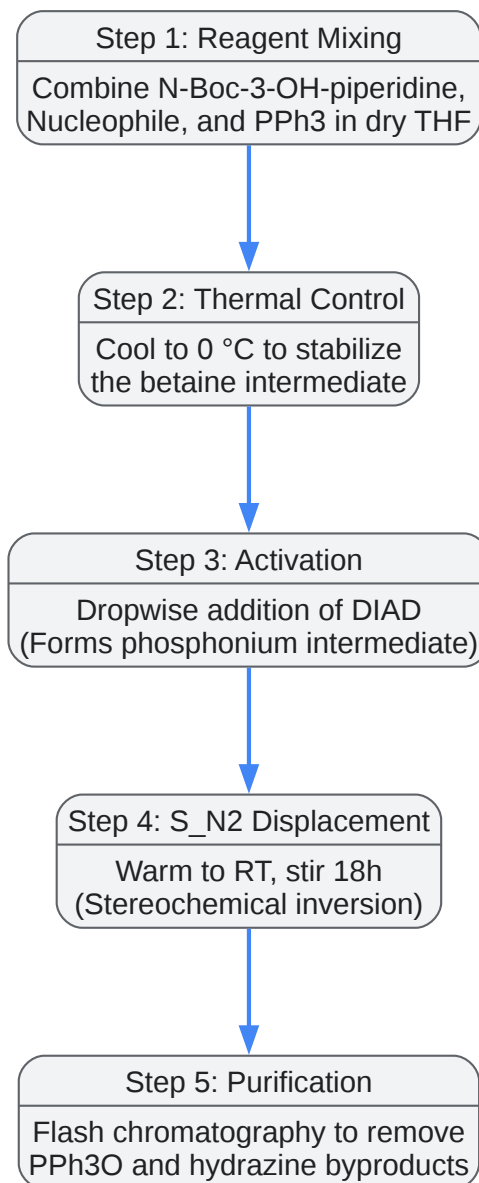 Step 1: Reagent Mixing
Combine N-Boc-3-OH-piperidine,
Nucleophile, and PPh3 in dry THF
Step 2: Thermal Control
Cool to 0 °C to stabilize
the betaine intermediate
Step 3: Activation
Dropwise addition of DIAD
(Forms phosphonium intermediate)
Step 4: S_N2 Displacement
Warm to RT, stir 18h
(Stereochemical inversion)
Step 5: Purification
Flash chromatography to remove
PPh3O and hydrazine byproducts